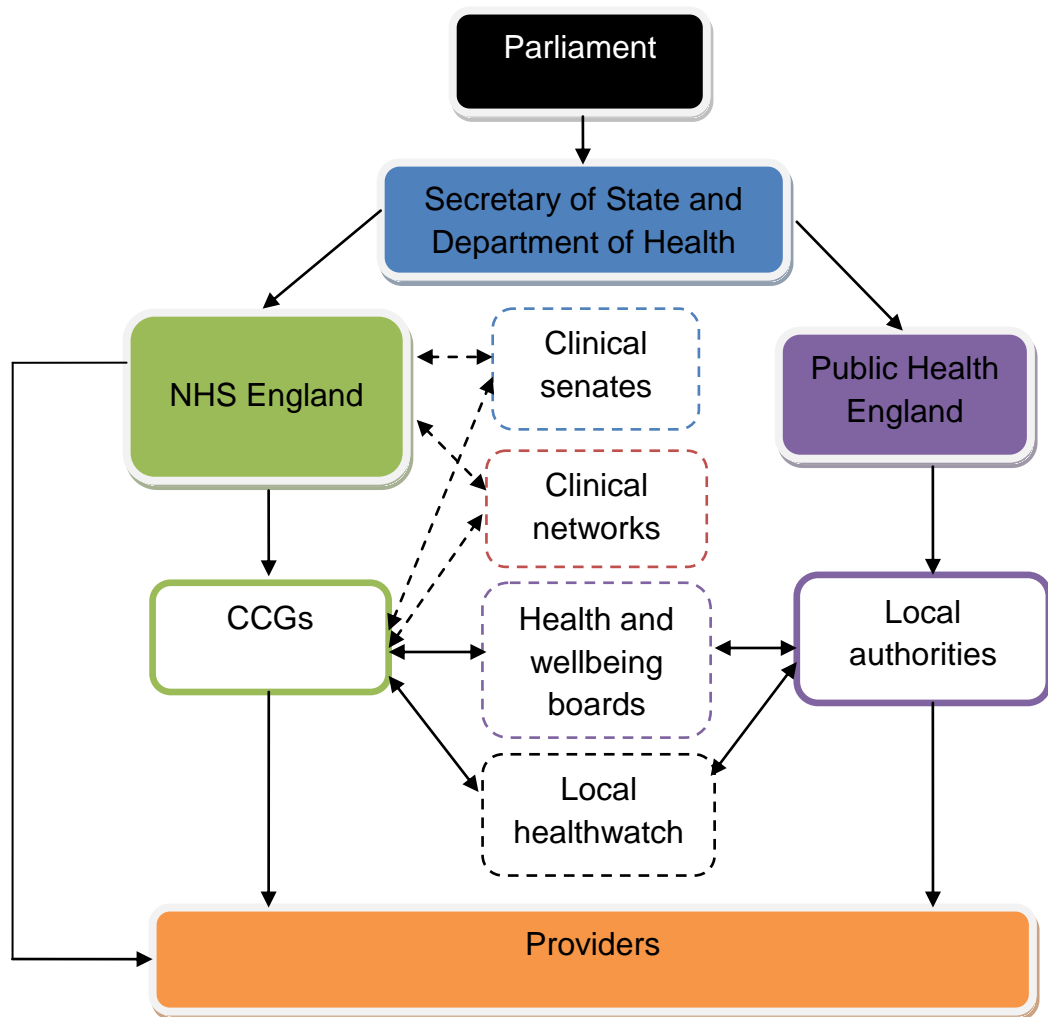 Parliament
Secretary of State and
Department of Health
NHS England
Clinical
senates
Public Health
England
Clinical
networks
CCGs
Health and
wellbeing
boards
Local
authorities
Local
healthwatch
Providers